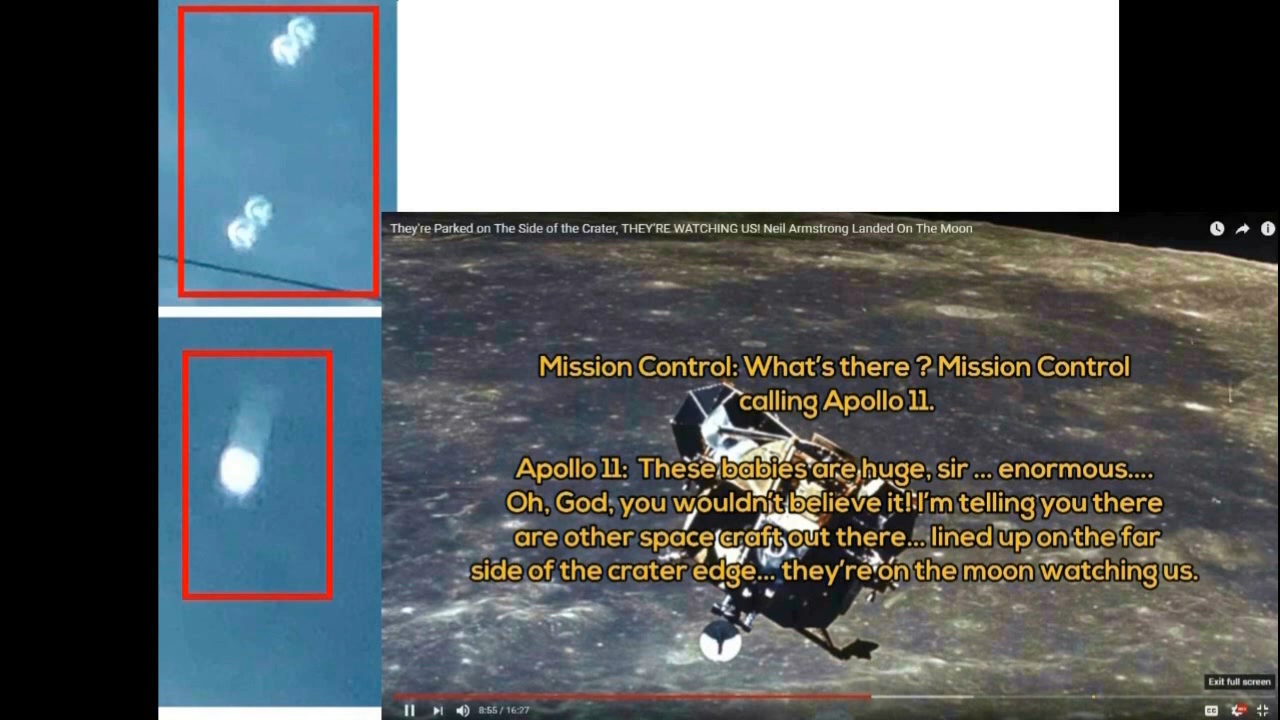 They're Parked on The Side of the Crater, THEY'RE WATCHING US! Neil Armstrong Landed On The Moon
Mission Control: What's there ? Mission Control
calling Apollo 11.
Apollo 11: These babies are huge, sir ... enormous....
Oh, God, you wouldn't believe it! I'm telling you there
are other space craft out there... lined up on the far
side of the crater edge... they're on the moon watching us.
Exit full screen
8:55 / 16:27
CC